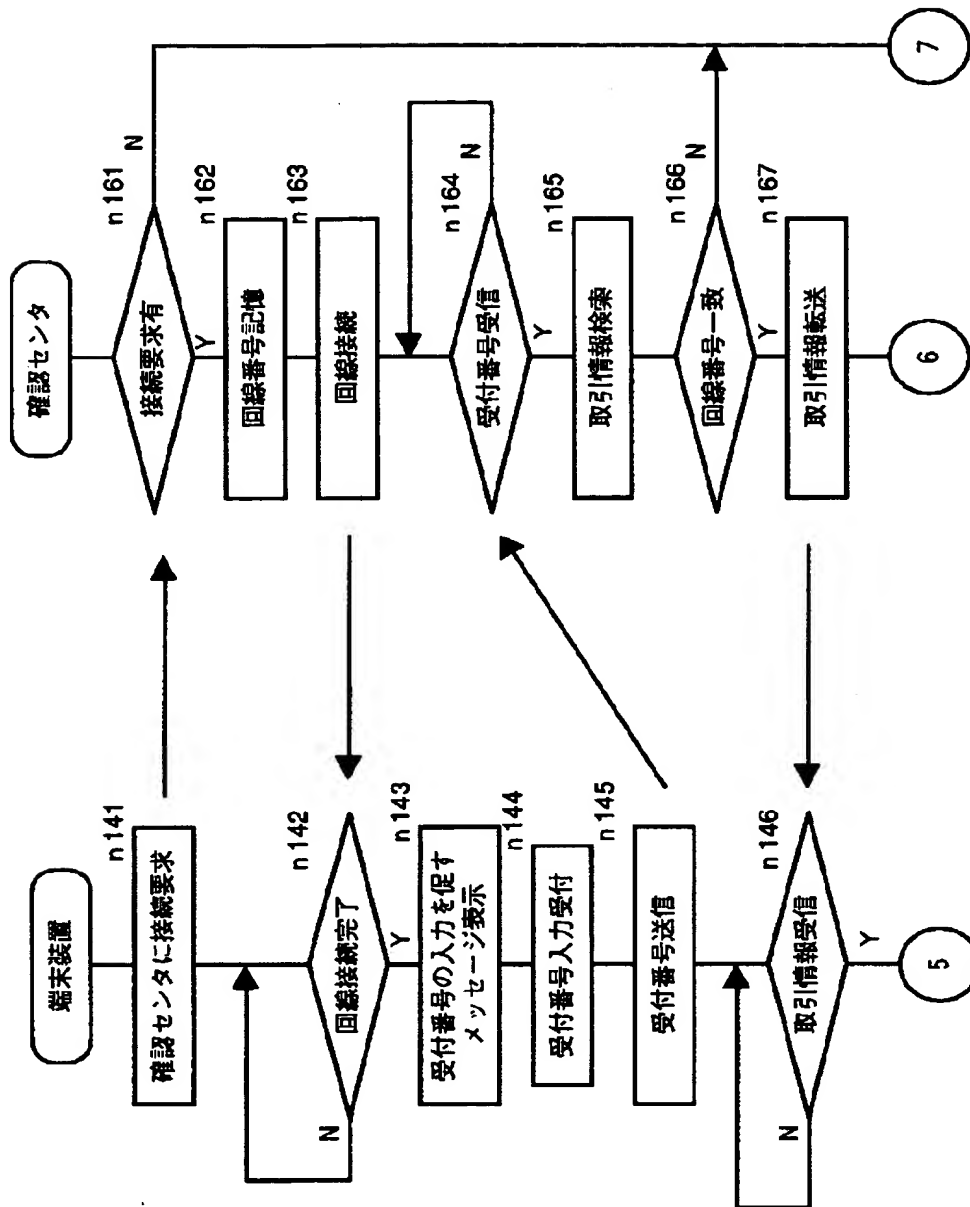 端末装置
n141
確認センタに接続要求
n142
回線接続完了
N
Y
n143
受付番号の入力を促す
メッセージ表示
n144
受付番号入力受付
n145
受付番号送信
n146
取引情報受信
N
Y
5
確認センタ
n161
接続要求有
N
Y
n162
回線番号記憶
n163
回線接続
n164
受付番号受信
N
Y
n165
取引情報検索
n166
回線番号一致
N
Y
n167
取引情報転送
6
7